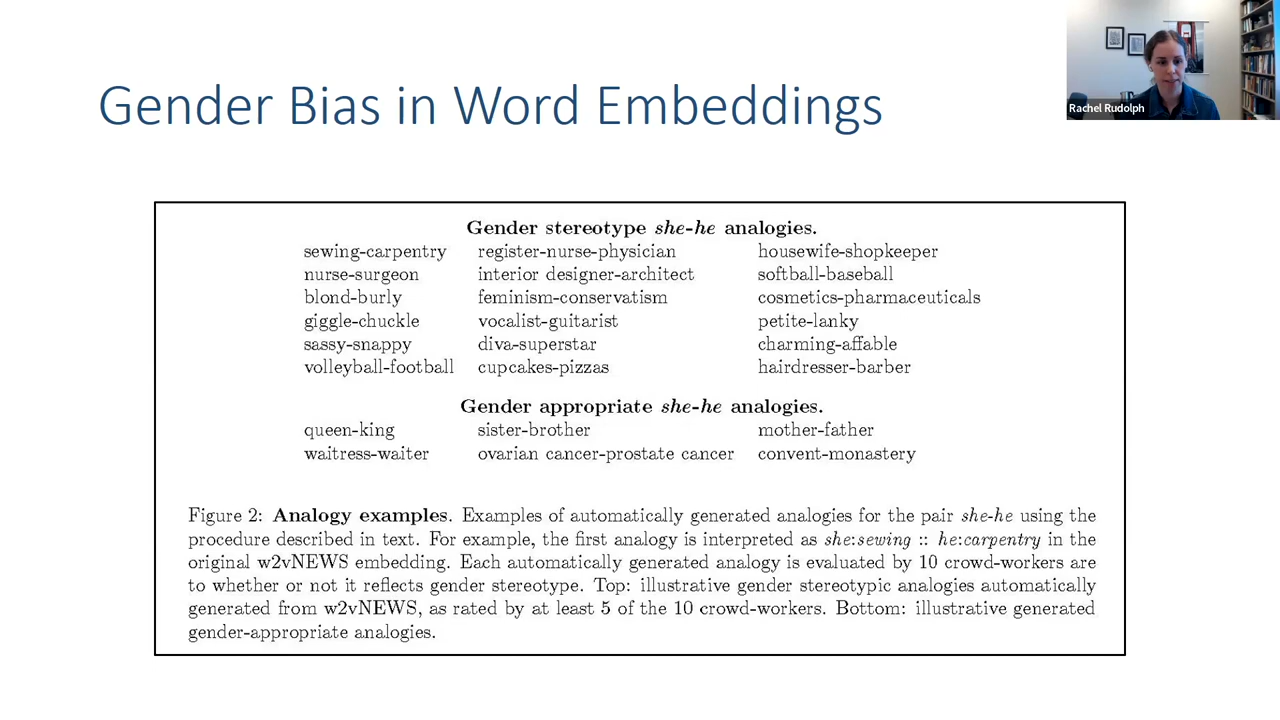 Rachel Rudolph
Gender Bias in Word Embeddings
Gender stereotype she-he analogies.
sewing-carpentry register-nurse-physician housewife-shopkeeper
nurse-surgeon interior designer-architect softball-baseball
blond-burly feminism-conservatism cosmetics-pharmaceuticals
giggle-chuckle vocalist-guitarist petite-lanky
sassy-snappy diva-superstar charming-affable
volleyball-football cupcakes-pizzas hairdresser-barber
Gender appropriate she-he analogies.
queen-king sister-brother mother-father
waitress-waiter ovarian cancer-prostate cancer convent-monastery
Figure 2: Analogy examples. Examples of automatically generated analogies for the pair she-he using the
procedure described in text. For example, the first analogy is interpreted as she:sewing :: he:carpentry in the
original w2vNEWS embedding. Each automatically generated analogy is evaluated by 10 crowd-workers are
to whether or not it reflects gender stereotype. Top: illustrative gender stereotypic analogies automatically
generated from w2vNEWS, as rated by at least 5 of the 10 crowd-workers. Bottom: illustrative generated
gender-appropriate analogies.